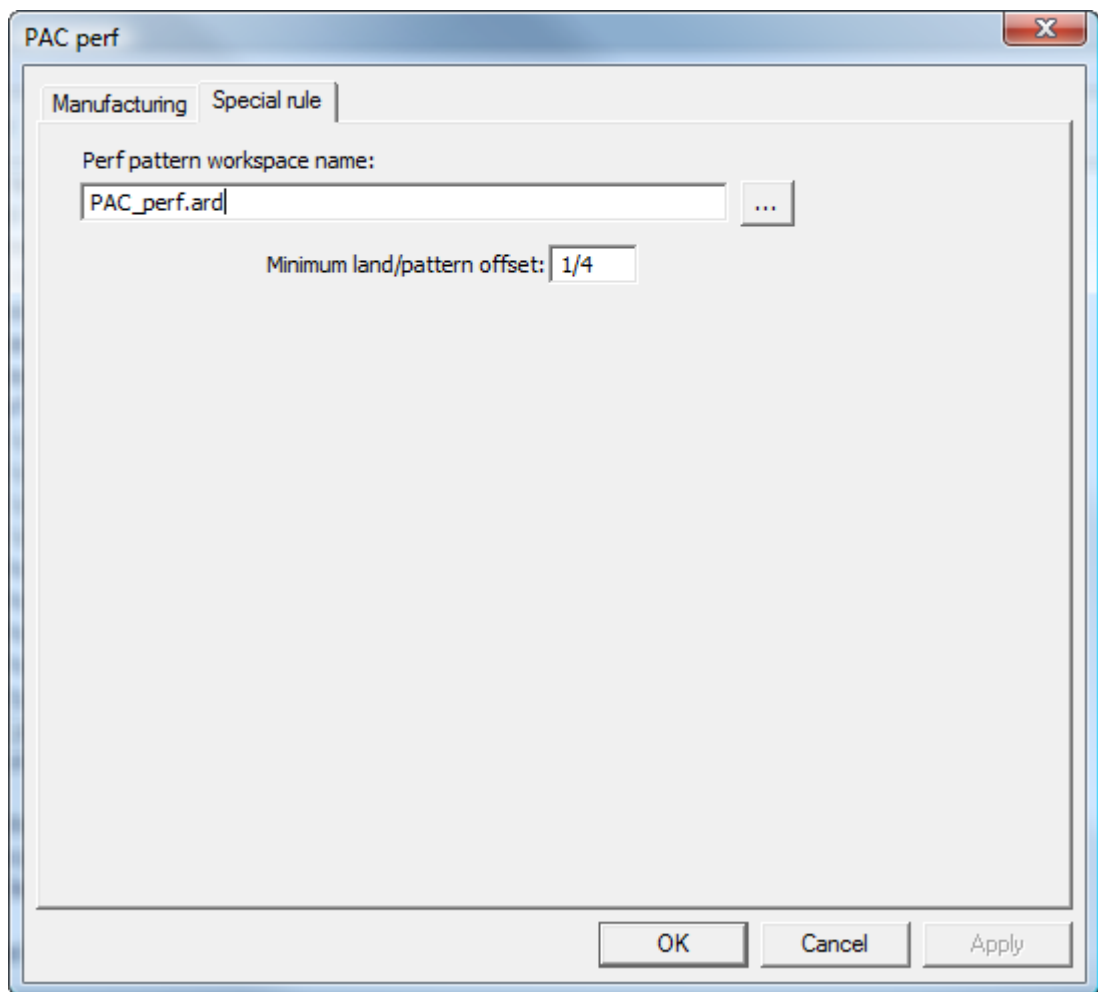 PAC perf
Manufacturing Special rule
Perf pattern workspace name:
PAC_perf.ard
...
Minimum land/pattern offset: 1/4
OK Cancel Apply